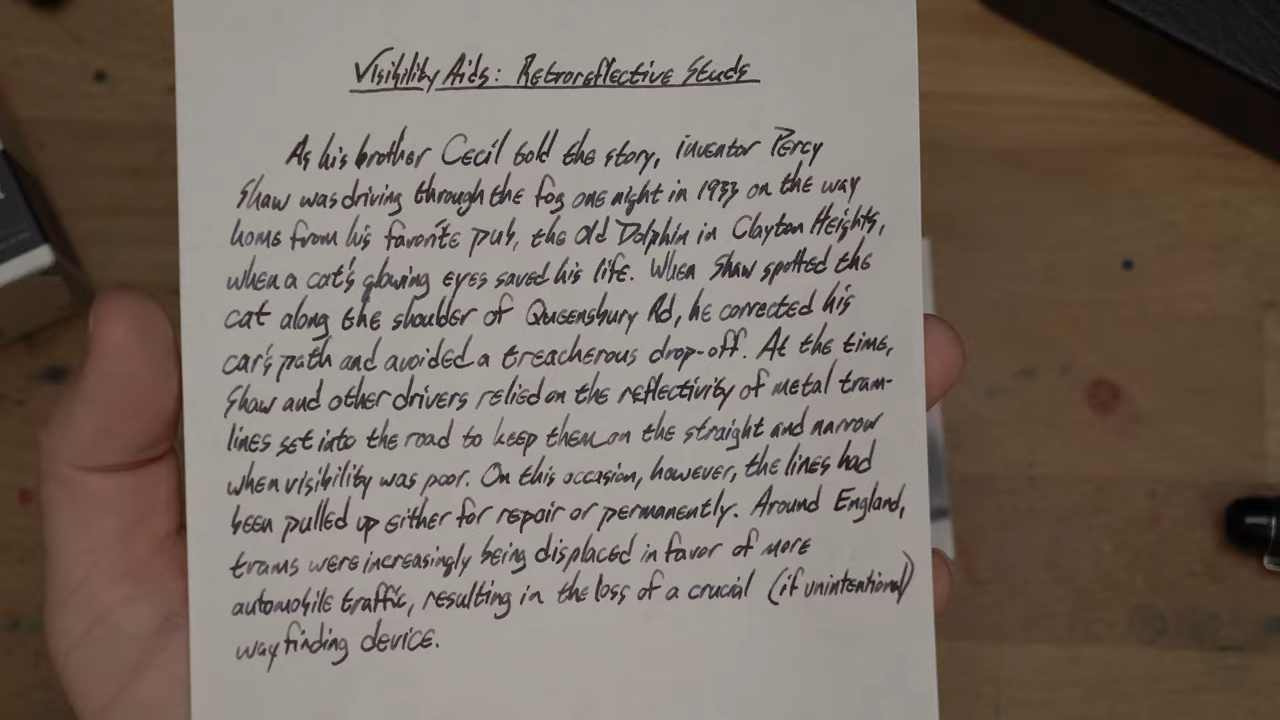 Visibility Aids: Retroreflective Studs
As his brother Cecil told the story, inventor Percy
Shaw was driving through the fog one night in 1933 on the way
home from his favorite pub, the Old Dolphin in Clayton Heights,
when a cat's glowing eyes saved his life. When Shaw spotted the
cat along the shoulder of Queensbury Rd, he corrected his
car's path and avoided a treacherous drop-off. At the time,
Shaw and other drivers relied on the reflectivity of metal tram-
lines set into the road to keep them on the straight and narrow
when visibility was poor. On this occasion, however, the lines had
been pulled up either for repair or permanently. Around England,
trams were increasingly being displaced in favor of more
automobile traffic, resulting in the loss of a crucial (if unintentional)
wayfinding device.